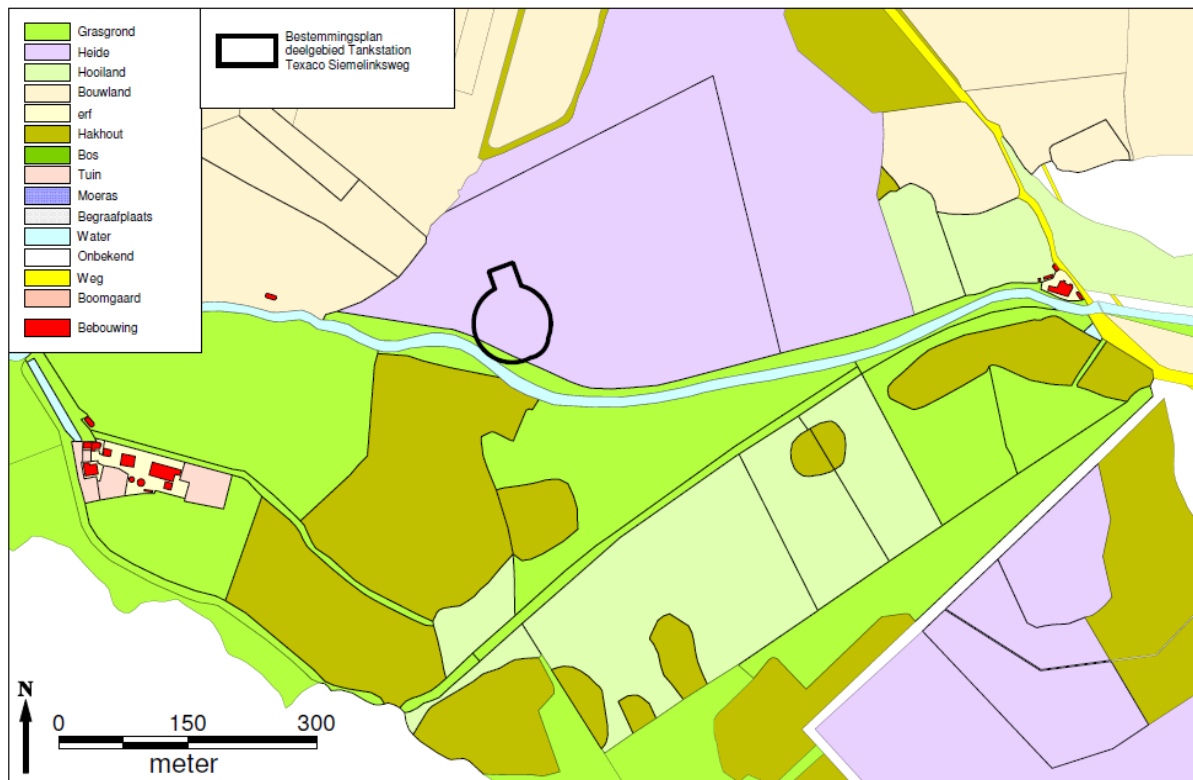 Grasgrond
Heide
Hooiland
Bouwland
erf
Hakhout
Bos
Tuin
Moeras
Begraafplaats
Water
Onbekend
Weg
Boomgaard
Bebouwing
Bestemmingsplan
deelgebied Tankstation
Texaco Siemelinksweg
N
0 150 300
meter